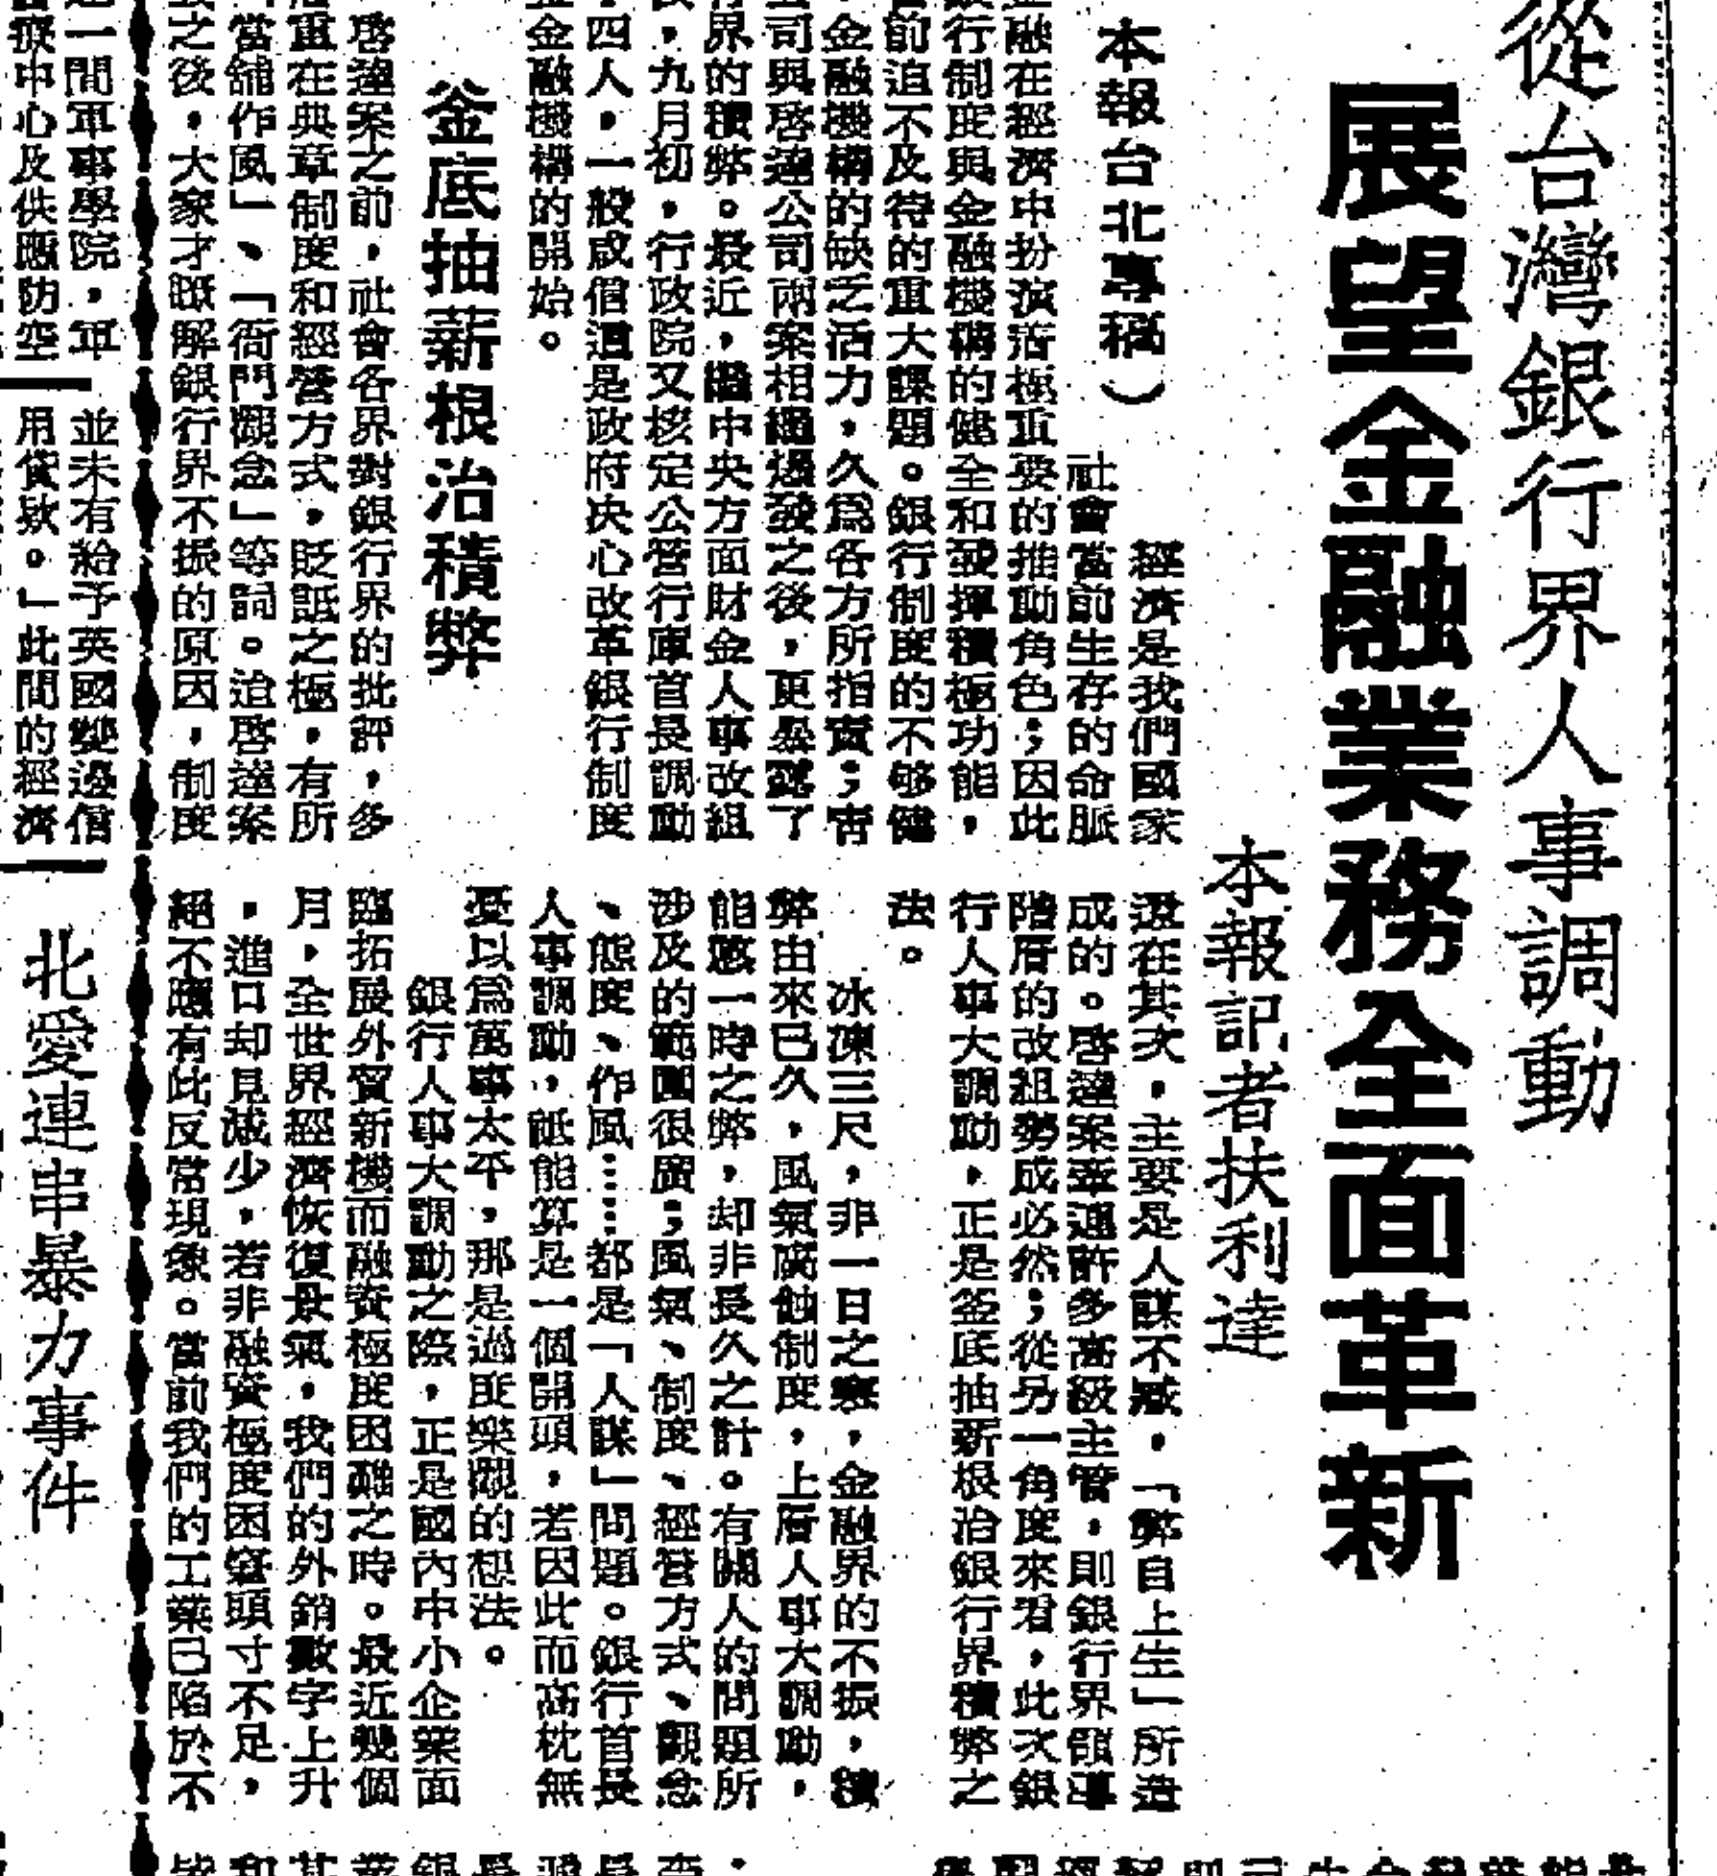 從台灣銀行界人事調動
展望金融業務全面革新
本報記者扶利達
本報台北專稿）
經濟是我們國家
社會當前生存的命脈
金融在經濟中扮演著極重要的推動角色；因此
銀行制度與金融機構的健全和發揮積極功能，
當前迫不及待的重大課題。銀行制度的不够健
金融機構的缺乏活力，久爲各方所指責；青
司與啓達公司兩案相繼爆發之後，更暴露了
界的積弊。最近，繼中央方面財金人事改組
，九月初，行政院又核定公營行庫首長調動
四人，一般咸信這是政府决心改革銀行制度
金融機構的開始。
釜底抽薪根治積弊
啓達案之前，社會各界對銀行界的批評，多
重在典章制度和經營方式，貶詆之極，有所
當舖作風」、「衙門觀念」等詞。迨啓達案
之後，大家才瞭解銀行界不振的原因，制度
還在其次，主要是人謀不臧，「弊自上生」所造
成的。啓達案牽連許多高級主管，則銀行界領導
階層的改組勢成必然；從另一角度來看，此次銀
行人事大調動，正是釜底抽薪根治銀行界積弊之
法。
冰凍三尺，非一日之寒，金融界的不振，積
弊由來已久，風氣腐蝕制度，上層人事大調動，
能懲一時之弊，却非長久之計。有關人的問題所
涉及的範圍很廣；風氣、制度、經營方式、觀念
、態度、作風……都是「人謀」問題。銀行首長
人事調動，祗能算是一個開頭，若因此而高枕無
憂以爲萬事太平，那是過度樂觀的想法。
銀行人事大調動之際，正是國內中小企業面
臨拓展外貿新機而融資極度困難之時。最近幾個
月，全世界經濟恢復景氣，我們的外銷數字上升
，進口却見減少，若非融資極度困窘頭寸不足，
絕不應有此反常現象。當前我們的工業已陷於不
一間軍事學院，軍
中心及供應防空
並未有給予英國雙邊信
用貸欵。」此間的經濟
北愛連串暴力事件